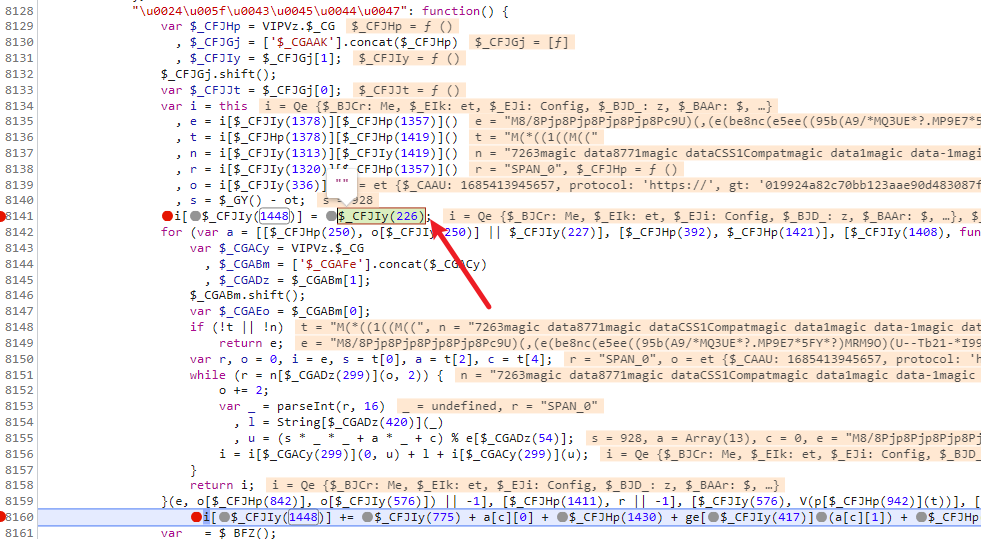 8128 "\u0024\u005f\u0043\u0045\u0044\u0047": function() {
8129 var $_CFJHp = VIPVz.$_CG $_CFJHp = ƒ ()
8130 , $_CFJGj = ['$_CGAAK'].concat($_CFJHp) $_CFJGj = [ƒ]
8131 , $_CFJIy = $_CFJGj[1]; $_CFJIy = ƒ ()
8132 $_CFJGj.shift();
8133 var $_CFJJt = $_CFJGj[0]; $_CFJJt = ƒ ()
8134 var i = this i = Qe {$_BJCr: Me, $_EIk: et, $_EJi: Config, $_BJD_: z, $_BAAr: $, …}
8135 , e = i[$_CFJIy(1378)][$_CFJHp(1357)]() e = "M8/8Pjp8Pjp8Pjp8Pjp8Pc9U)(,(e(be8nc(e5ee((95b(A9/*MQ3UE*?.MP9E7*5
8136 , t = i[$_CFJHp(1378)][$_CFJHp(1419)]() t = "M(*((1((M(("
8137 , n = i[$_CFJIy(1313)][$_CFJIy(1419)]() n = "7263magic data8771magic dataCSS1Compatmagic data1magic data-1magi
8138 , r = i[$_CFJIy(1320)][$_CFJHp(1357)]() r = "SPAN_0", $_CFJHp = ƒ ()
8139 , o = i[$_CFJIy(336)] "" = et {$_CAAU: 1685413945657, protocol: 'https://', gt: '019924a82c70bb123aae90d483087f
8140 , s = $_GY() - ot; s = 928
8141 i[$_CFJIy(1448)] = $_CFJIy(226); i = Qe {$_BJCr: Me, $_EIk: et, $_EJi: Config, $_BJD_: z, $_BAAr: $, …}, $_
8142 for (var a = [[$_CFJHp(250), o[$_CFJIy(250)] || $_CFJIy(227)], [$_CFJHp(392), $_CFJHp(1421)], [$_CFJIy(1408), fun
8143 var $_CGACy = VIPVz.$_CG
8144 , $_CGABm = ['$_CGAFe'].concat($_CGACy)
8145 , $_CGADz = $_CGABm[1];
8146 $_CGABm.shift();
8147 var $_CGAEo = $_CGABm[0];
8148 if (!t || !n) t = "M(*((1((M((", n = "7263magic data8771magic dataCSS1Compatmagic data1magic data-1magic
8149 return e; e = "M8/8Pjp8Pjp8Pjp8Pjp8Pc9U)(,(e(be8nc(e5ee((95b(A9/*MQ3UE*?.MP9E7*5FY*?)MRM9O)(U--Tb21-*I99
8150 var r, o = 0, i = e, s = t[0], a = t[2], c = t[4]; r = "SPAN_0", o = et {$_CAAU: 1685413945657, protocol: 'h
8151 while (r = n[$_CGADz(299)](o, 2)) { n = "7263magic data8771magic dataCSS1Compatmagic data1magic data-1magic
8152 o += 2;
8153 var _ = parseInt(r, 16) _ = undefined, r = "SPAN_0"
8154 , l = String[$_CGADz(420)](_)
8155 , u = (s * _ * _ + a * _ + c) % e[$_CGADz(54)]; s = 928, a = Array(13), c = 0, e = "M8/8Pjp8Pjp8Pj
8156 i = i[$_CGACy(299)](0, u) + l + i[$_CGACy(299)](u); i = Qe {$_BJCr: Me, $_EIk: et, $_EJi: Config, $_BJD_
8157 }
8158 return i; i = Qe {$_BJCr: Me, $_EIk: et, $_EJi: Config, $_BJD_: z, $_BAAr: $, …}
8159 }(e, o[$_CFJHp(842)], o[$_CFJIy(576)]) || -1], [$_CFJHp(1411), r || -1], [$_CFJIy(576), V(p[$_CFJHp(942)](t))], [
8160 i[$_CFJIy(1448)] += $_CFJIy(775) + a[c][0] + $_CFJHp(1430) + ge[$_CFJIy(417)](a[c][1]) + $_CFJHp
8161 var = $_BFZ();